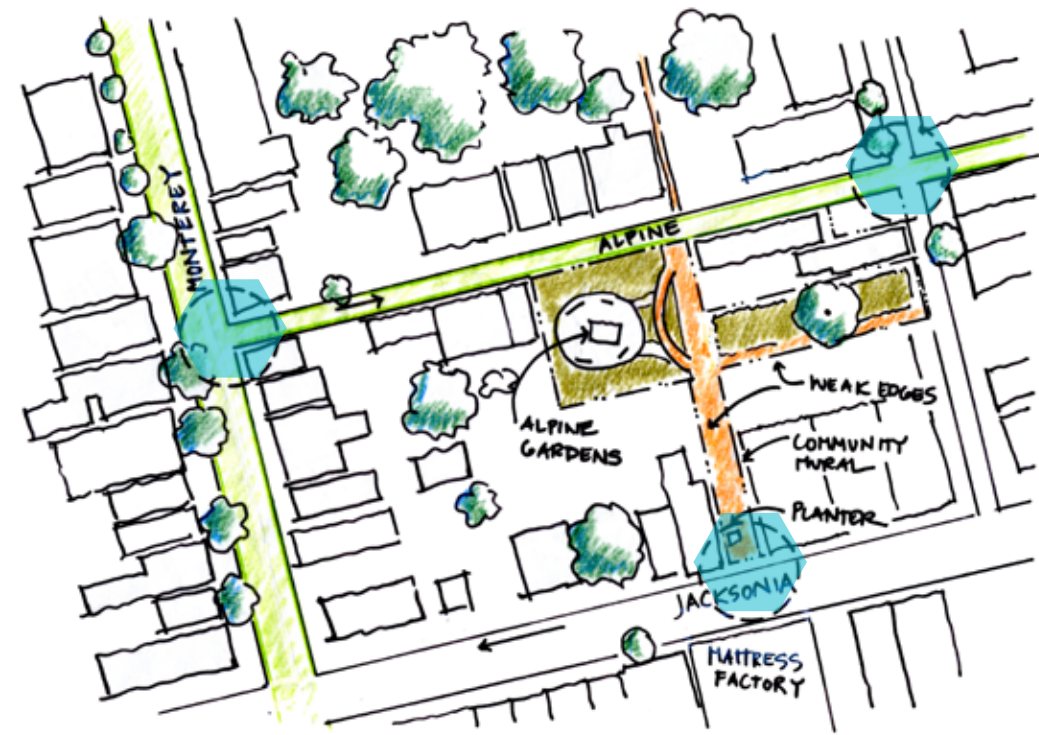 MONTEREY
ALPINE
ALPINE
GARDENS
WEAK EDGES
COMMUNITY
MURAL
PLANTER
JACKSONIA
MATTRESS
FACTORY